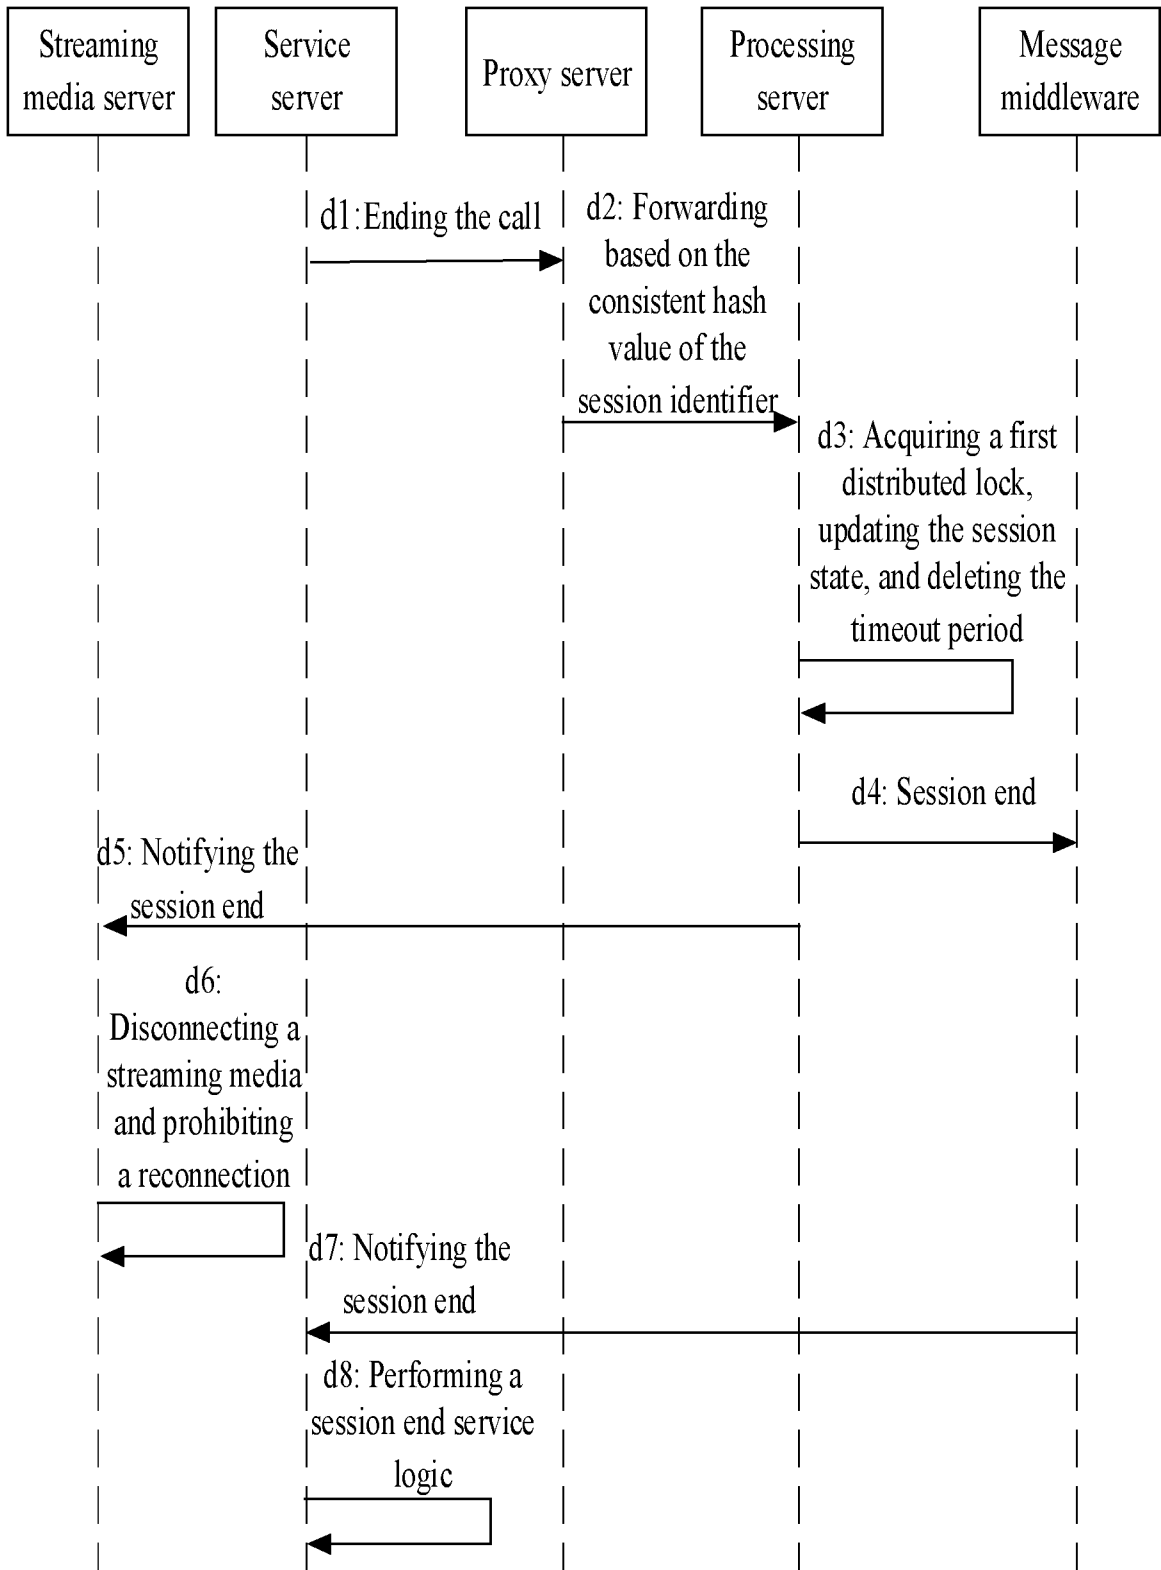 Streaming
media server
Service
server
Proxy server
Processing
server
Message
middleware
d1:Ending the call
d2: Forwarding
based on the
consistent hash
value of the
session identifier
d3: Acquiring a first
distributed lock,
updating the session
state, and deleting the
timeout period
d4: Session end
d5: Notifying the
session end
d6:
Disconnecting a
streaming media
and prohibiting
a reconnection
d7: Notifying the
session end
d8: Performing a
session end service
logic